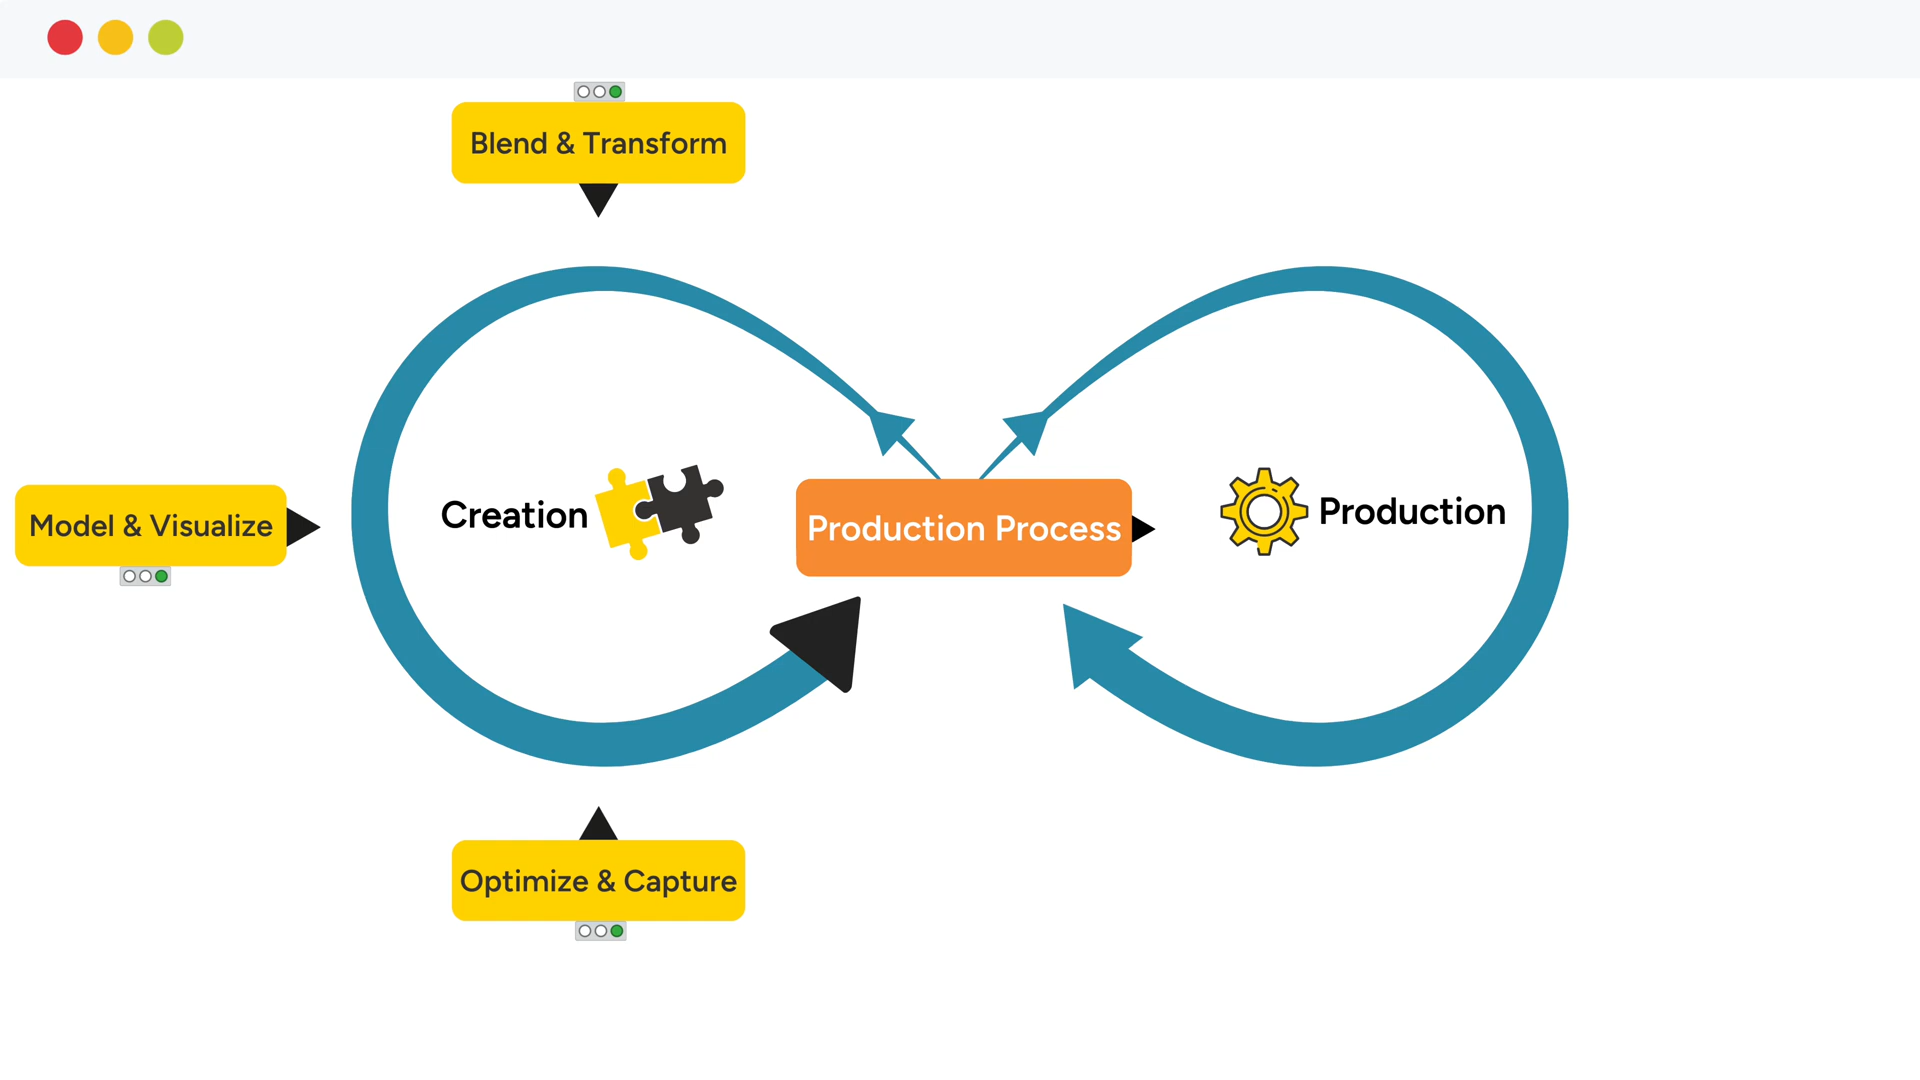 Blend & Transform
Model & Visualize
Creation
Production Process
Production
Optimize & Capture